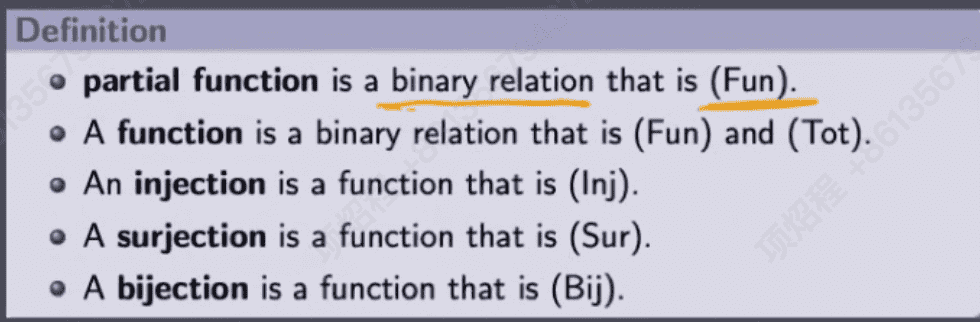 Definition
partial function is a binary relation that is (Fun).
A function is a binary relation that is (Fun) and (Tot).
An injection is a function that is (Inj).
A surjection is a function that is (Sur).
A bijection is a function that is (Bij).